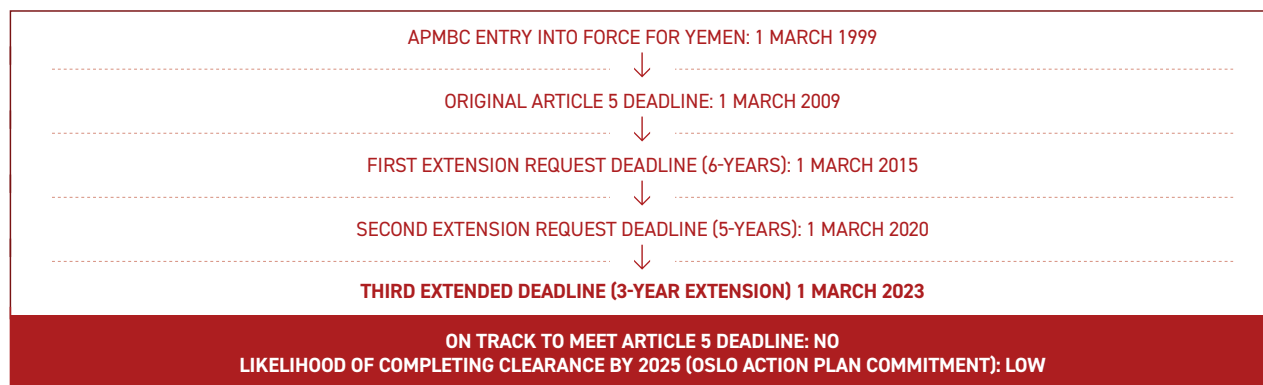 APMBC ENTRY INTO FORCE FOR YEMEN: 1 MARCH 1999
ORIGINAL ARTICLE 5 DEADLINE: 1 MARCH 2009
FIRST EXTENSION REQUEST DEADLINE (6-YEARS): 1 MARCH 2015
SECOND EXTENSION REQUEST DEADLINE (5-YEARS): 1 MARCH 2020
THIRD EXTENDED DEADLINE (3-YEAR EXTENSION) 1 MARCH 2023
ON TRACK TO MEET ARTICLE 5 DEADLINE: NO
LIKELIHOOD OF COMPLETING CLEARANCE BY 2025 (OSLO ACTION PLAN COMMITMENT): LOW